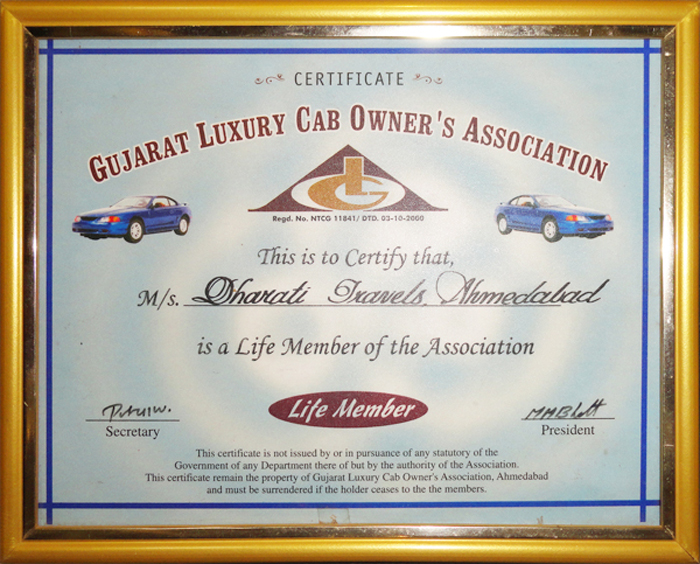 CERTIFICATE
GUJARAT LUXURY CAB OWNER'S ASSOCIATION
LG
Regd. No. NTCG 11841/ DTD. 03-10-2000
This is to Certify that,
M/s. Dharati Travels, Ahmedabad
is a Life Member of the Association
Life Member
Secretary
President
This certificate is not issued by or in pursuance of any statutory of the
Government of any Department there of but by the authority of the Association.
This certificate remain the property of Gujarat Luxury Cab Owner's Association, Ahmedabad
and must be surrendered if the holder ceases to the the members.